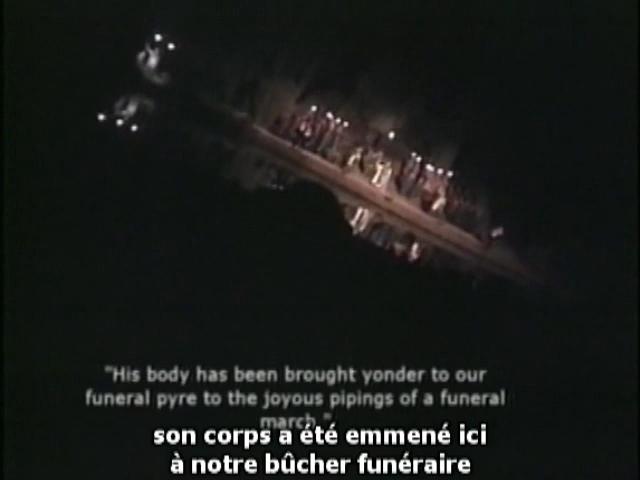 "His body has been brought yonder to our
funeral pyre to the joyous pipings of a funeral
march."
son corps a été emmené ici
à notre bûcher funéraire